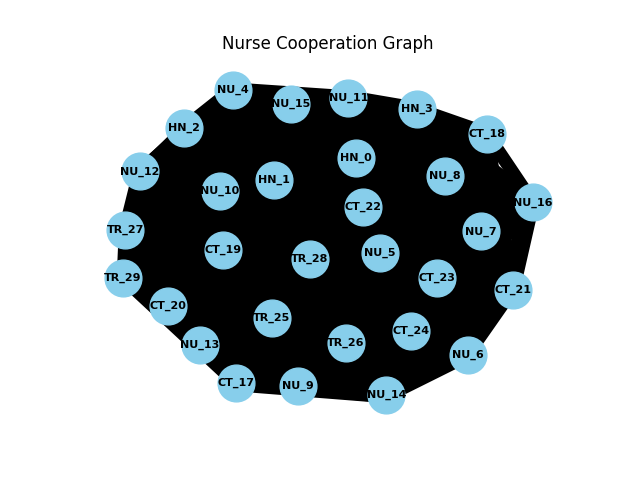 Nurse Cooperation Graph
NU_4
NU_15
NU_11
HN_3
HN_2
CT_18
HN_0
NU_12
HN_1
NU_8
NU_10
NU_16
CT_22
TR_27
NU_7
CT_19
NU_5
TR_28
TR_29
CT_23
CT_21
CT_20
TR_25
CT_24
NU_13
TR_26
NU_6
CT_17
NU_9
NU_14